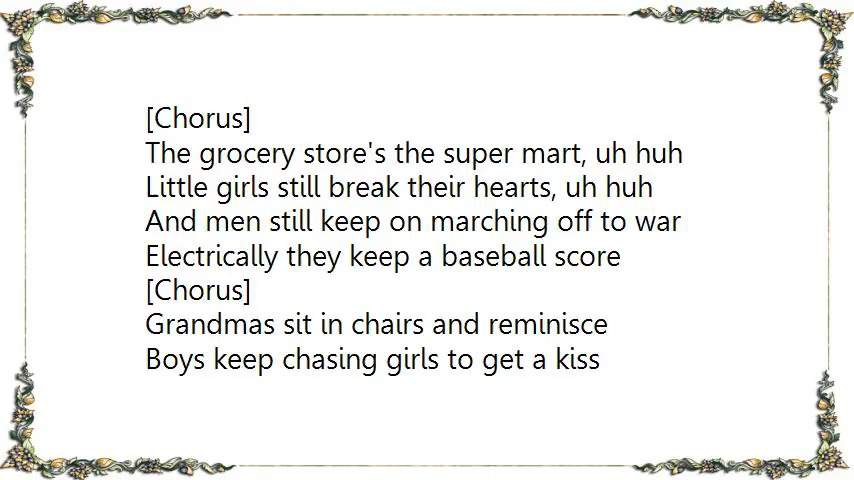 [Chorus]
The grocery store's the super mart, uh huh
Little girls still break their hearts, uh huh
And men still keep on marching off to war
Electrically they keep a baseball score
[Chorus]
Grandmas sit in chairs and reminisce
Boys keep chasing girls to get a kiss